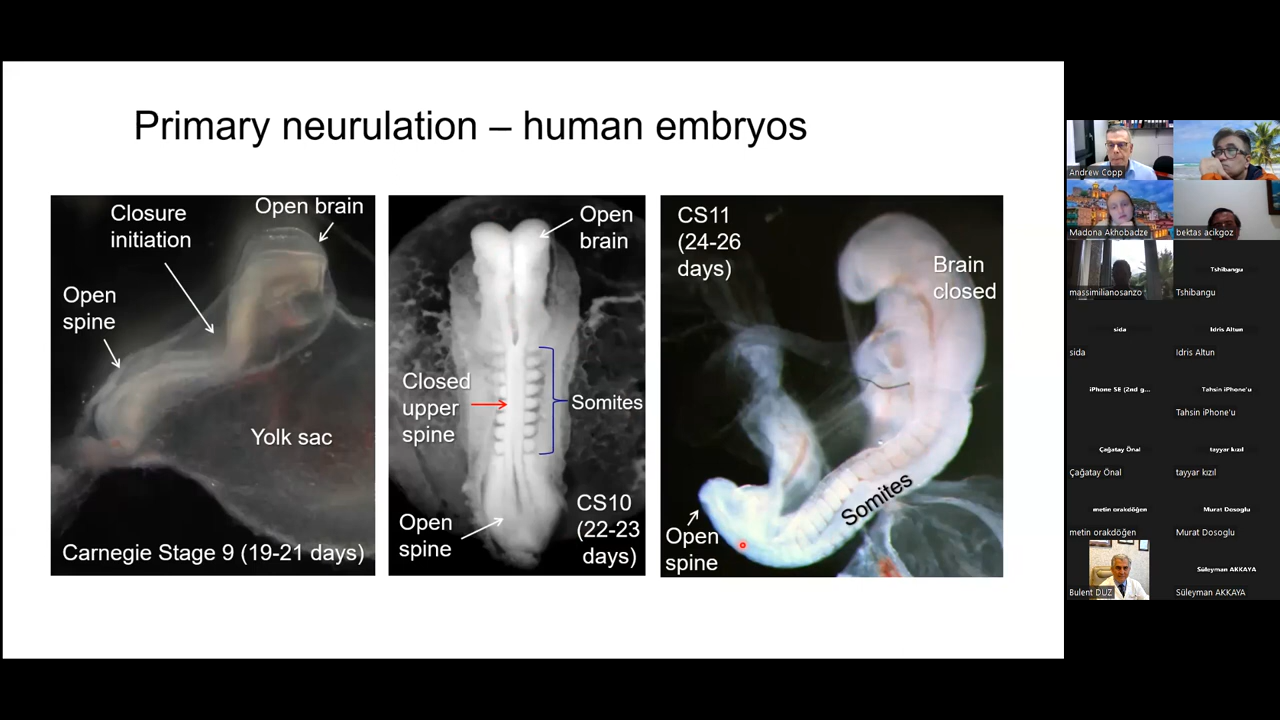 Primary neurulation – human embryos
Closure
initiation
Open brain
Open
spine
Yolk sac
Carnegie Stage 9 (19-21 days)
Open
brain
Closed
upper
spine
Somites
Open
spine
CS10
(22-23
days)
CS11
(24-26
days)
Brain
closed
Somites
Open
spine
Andrew Copp
Madona Akhobadze
bektas acikgoz
massimilianosanzo
Tshibangu
Tshibangu
sida
sida
Idris Altun
Idris Altun
iPhone SE (2nd g...
Tahsin iPhone'u
Tahsin iPhone'u
Çağatay Önal
Çağatay Önal
tayyar kızıl
tayyar kızıl
metin orakdöğen
metin orakdöğen
Murat Dosoglu
Murat Dosoglu
Bulent DUZ
Süleyman AKKAYA
Süleyman AKKAYA